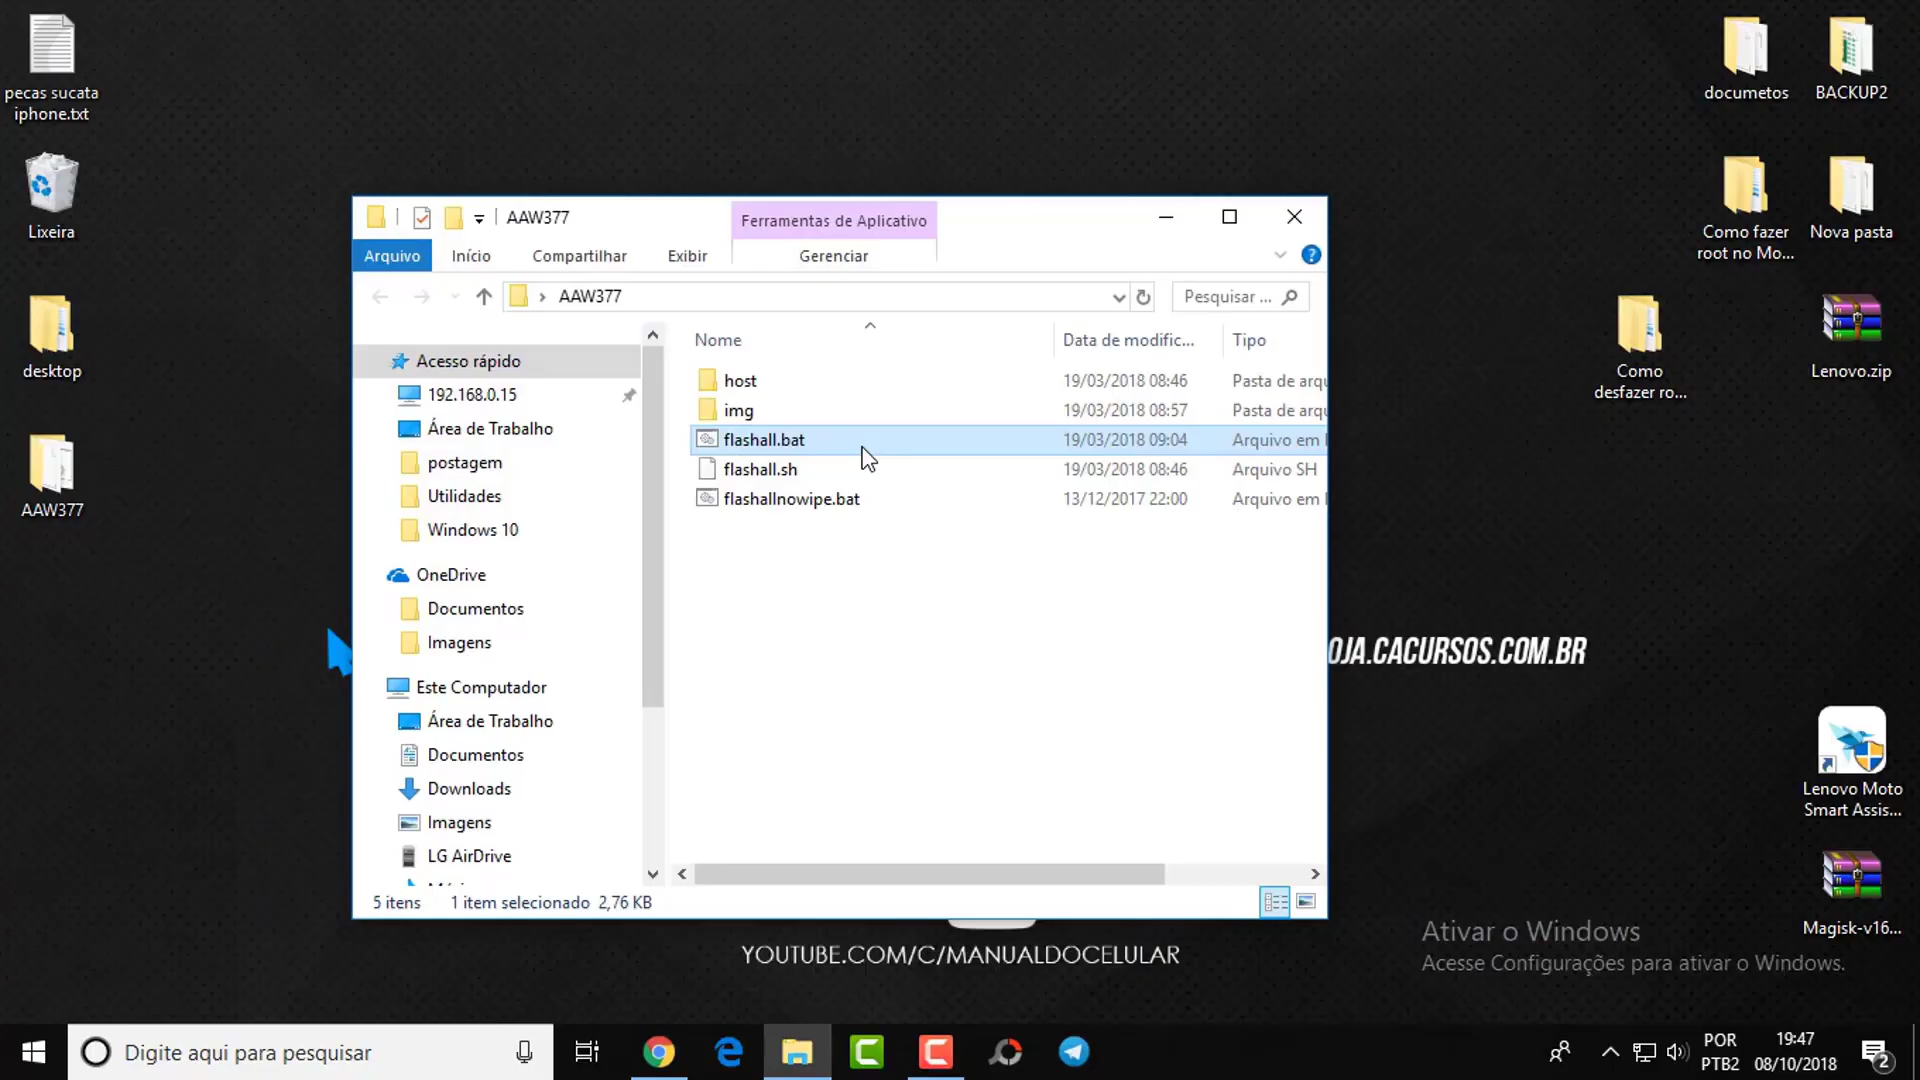 pecas sucata
iphone.txt
Lixeira
desktop
AAW377
documetos
BACKUP2
Como fazer
root no Mo...
Nova pasta
Como
desfazer ro...
Lenovo.zip
Lenovo Moto
Smart Assis...
Magisk-v16...
AAW377
Ferramentas de Aplicativo
Arquivo
Início
Compartilhar
Exibir
Gerenciar
AAW377
Pesquisar ...
Acesso rápido
192.168.0.15
Área de Trabalho
postagem
Utilidades
Windows 10
OneDrive
Documentos
Imagens
Este Computador
Área de Trabalho
Documentos
Downloads
Imagens
LG AirDrive
Nome Data de modific... Tipo
host 19/03/2018 08:46 Pasta de arqu
img 19/03/2018 08:57 Pasta de arqu
flashall.bat 19/03/2018 09:04 Arquivo em
flashall.sh 19/03/2018 08:46 Arquivo SH
flashallnowipe.bat 13/12/2017 22:00 Arquivo em
5 itens 1 item selecionado 2,76 KB
OJA.CACURSOS.COM.BR
YOUTUBE.COM/C/MANUALDOCELULAR
Ativar o Windows
Acesse Configurações para ativar o Windows.
Digite aqui para pesquisar
POR
PTB2
19:47
08/10/2018
2